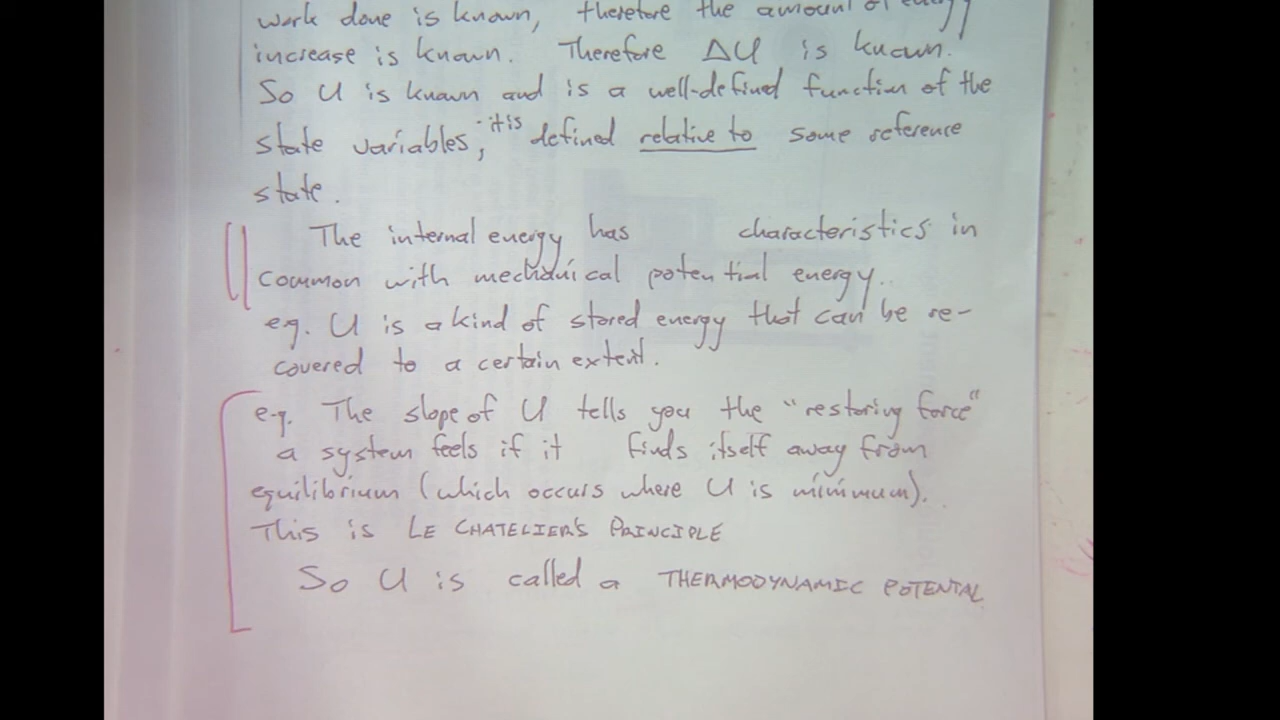 work done is known, therefore the amount of energy
increase is known. Therefore ΔU is known.
So U is known and is a well-defined function of the
state variables; it is defined relative to some reference
state.
The internal energy has characteristics in
common with mechanical potential energy.
e.g. U is a kind of stored energy that can be re-
covered to a certain extent.
e.g. The slope of U tells you the "restoring force"
a system feels if it finds itself away from
equilibrium (which occurs where U is minimum).
This is LE CHATELIER'S PRINCIPLE
So U is called a THERMODYNAMIC POTENTAL